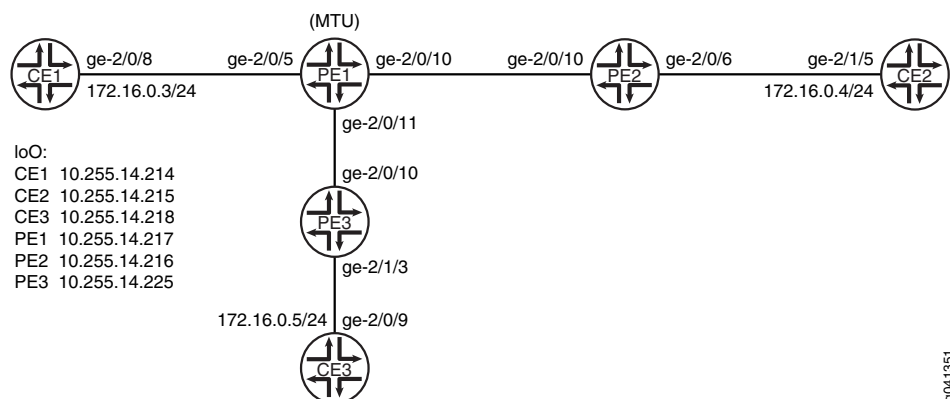 (MTU)
ge-2/0/8 ge-2/0/5 ge-2/0/10 ge-2/0/10 ge-2/0/6 ge-2/1/5
CE1 PE1 PE2 CE2
172.16.0.3/24 172.16.0.4/24
ge-2/0/11
lo0:
CE1 10.255.14.214
CE2 10.255.14.215
CE3 10.255.14.218
PE1 10.255.14.217
PE2 10.255.14.216
PE3 10.255.14.225
ge-2/0/10
PE3
ge-2/1/3
172.16.0.5/24 ge-2/0/9
CE3
g041351